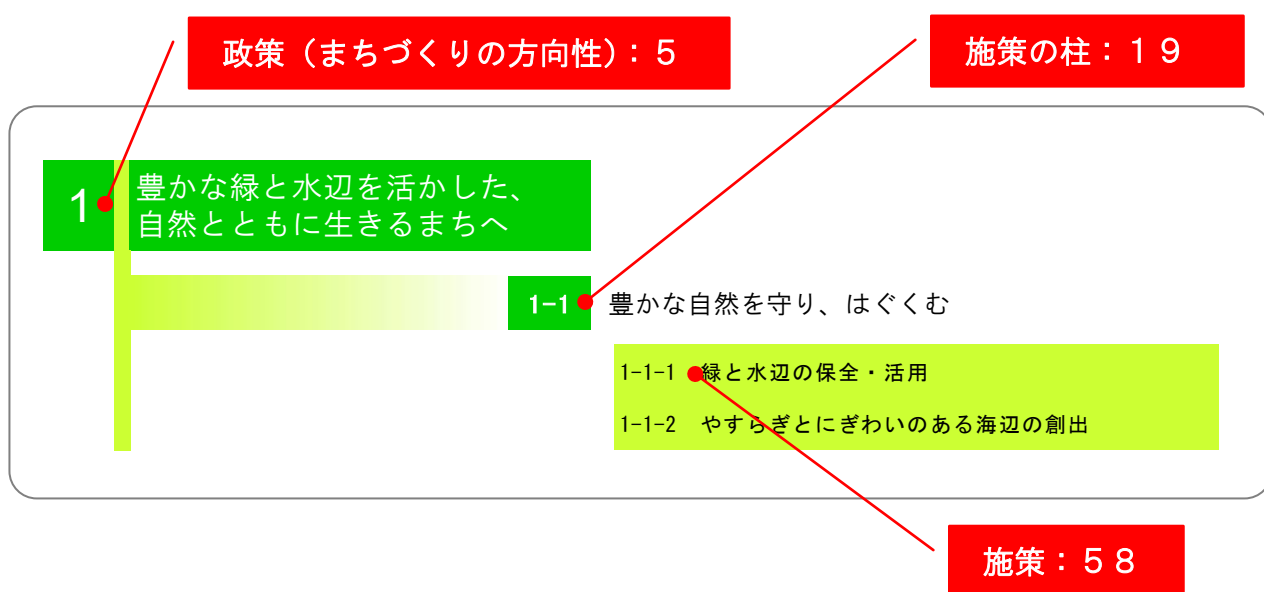 政策（まちづくりの方向性）：５
施策の柱：１９
1
豊かな緑と水辺を活かした、
自然とともに生きるまちへ
1-1 豊かな自然を守り、はぐくむ
1-1-1 緑と水辺の保全・活用
1-1-2 やすらぎとにぎわいのある海辺の創出
施策：５８